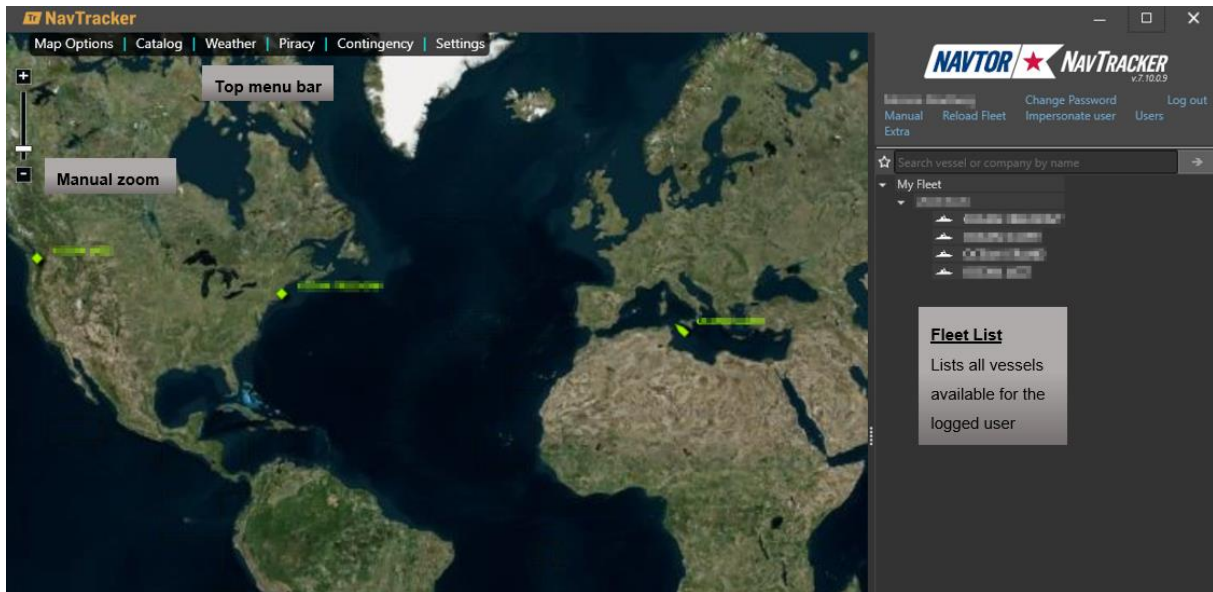 Tr NavTracker
Map Options | Catalog | Weather | Piracy | Contingency | Settings
Top menu bar
Manual zoom
NAVTOR NAVTRACKER
v.7.10.0.9
Change Password Log out
Manual Reload Fleet Impersonate user Users
Extra
Search vessel or company by name
My Fleet
Fleet List
Lists all vessels
available for the
logged user